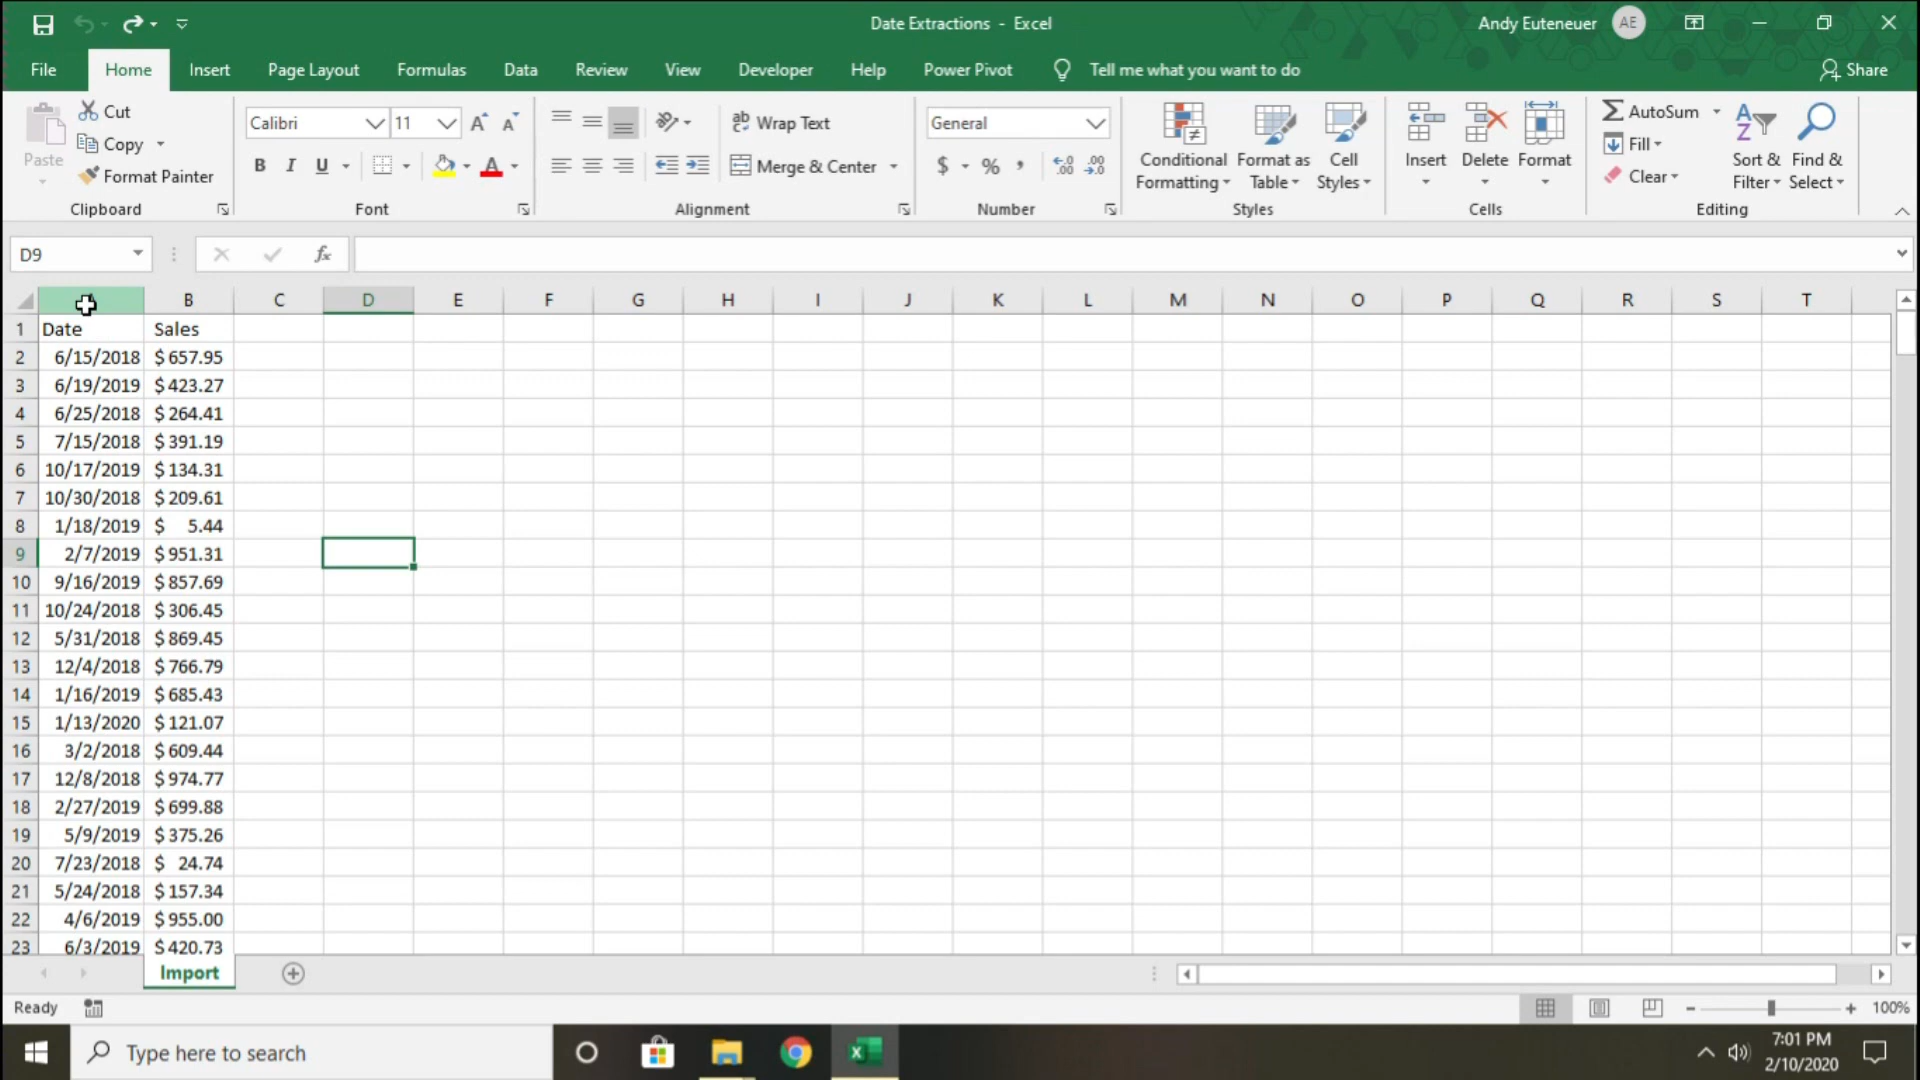 Date Extractions - Excel
Andy Euteneuer AE
File Home Insert Page Layout Formulas Data Review View Developer Help Power Pivot Tell me what you want to do Share
Paste
Cut
Copy
Format Painter
Clipboard
Calibri 11
B I U
Font
Wrap Text
Merge & Center
Alignment
General
$ % ,
Number
Conditional Formatting
Format as Table
Cell Styles
Styles
Insert Delete Format
Cells
AutoSum
Fill
Clear
Sort & Filter
Find & Select
Editing
D9 fx
B C D E F G H I J K L M N O P Q R S T
1 Date Sales
2 6/15/2018 $ 657.95
3 6/19/2019 $ 423.27
4 6/25/2018 $ 264.41
5 7/15/2018 $ 391.19
6 10/17/2019 $ 134.31
7 10/30/2018 $ 209.61
8 1/18/2019 $ 5.44
9 2/7/2019 $ 951.31
10 9/16/2019 $ 857.69
11 10/24/2018 $ 306.45
12 5/31/2018 $ 869.45
13 12/4/2018 $ 766.79
14 1/16/2019 $ 685.43
15 1/13/2020 $ 121.07
16 3/2/2018 $ 609.44
17 12/8/2018 $ 974.77
18 2/27/2019 $ 699.88
19 5/9/2019 $ 375.26
20 7/23/2018 $ 24.74
21 5/24/2018 $ 157.34
22 4/6/2019 $ 955.00
23 6/3/2019 $ 420.73
Import
Ready 100%
Type here to search
7:01 PM
2/10/2020